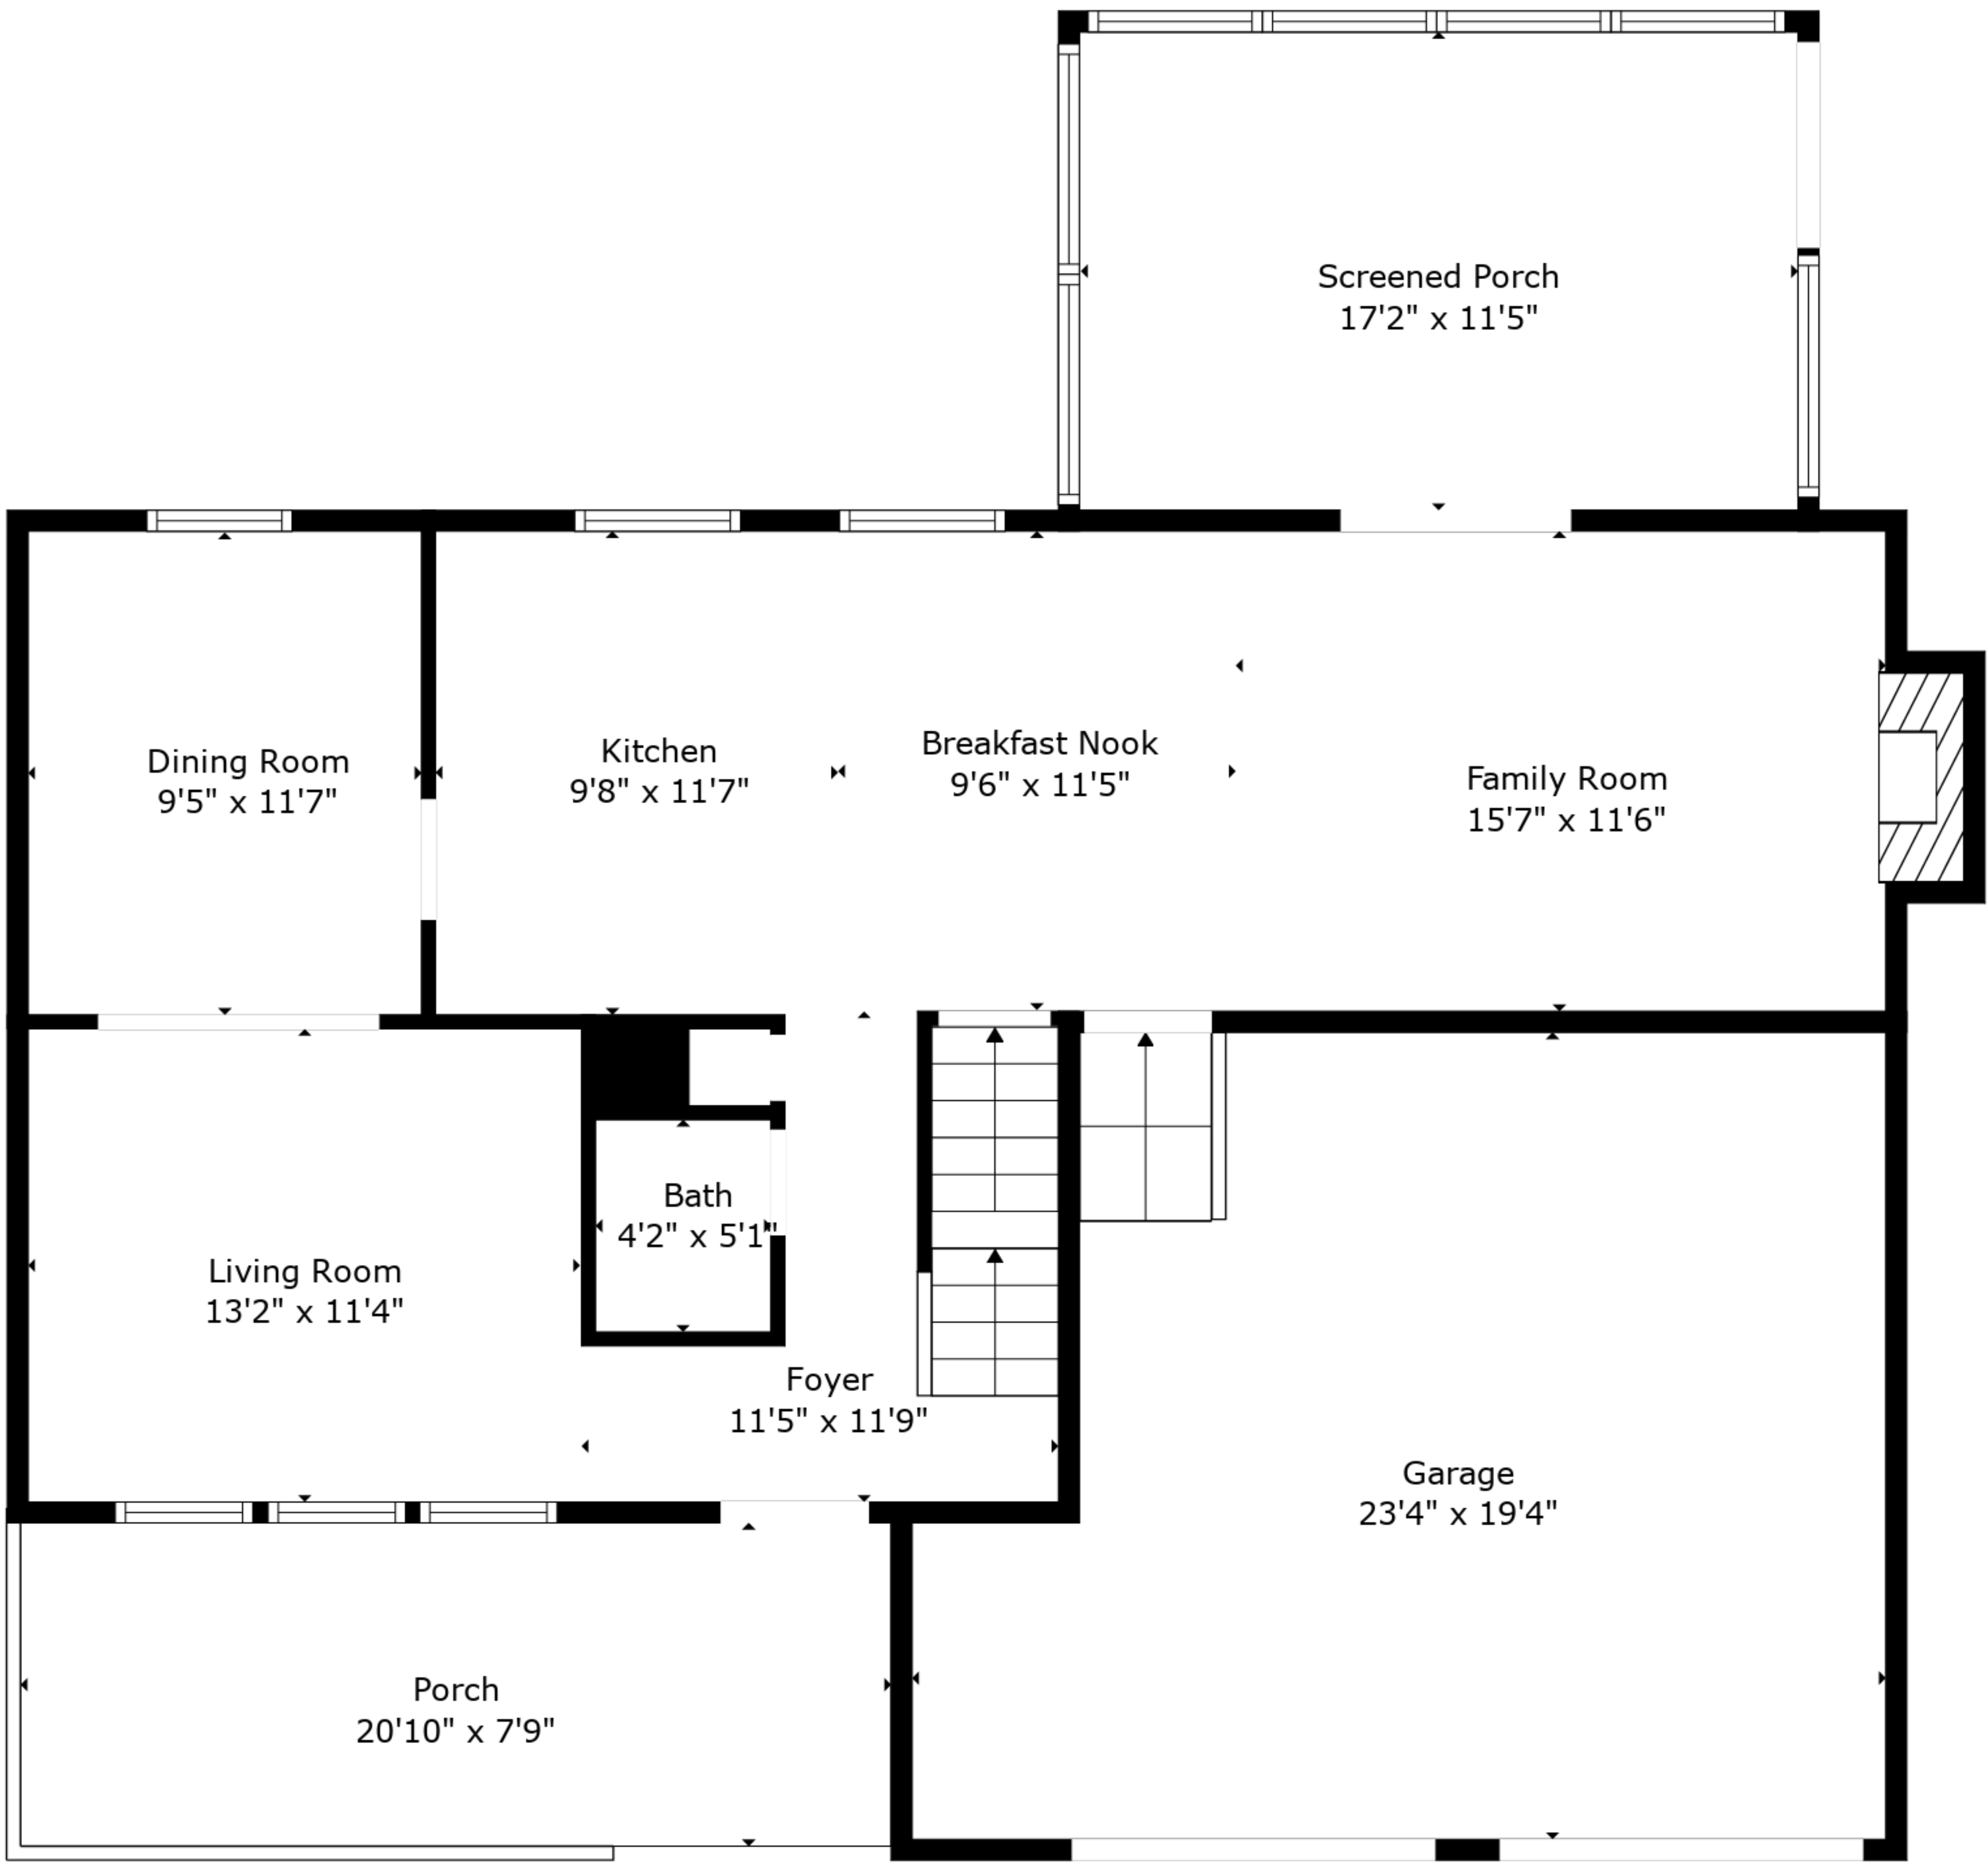 Screened Porch
17'2" x 11'5"
Dining Room
9'5" x 11'7"
Kitchen
9'8" x 11'7"
Breakfast Nook
9'6" x 11'5"
Family Room
15'7" x 11'6"
Bath
4'2" x 5'1"
Living Room
13'2" x 11'4"
Foyer
11'5" x 11'9"
Garage
23'4" x 19'4"
Porch
20'10" x 7'9"